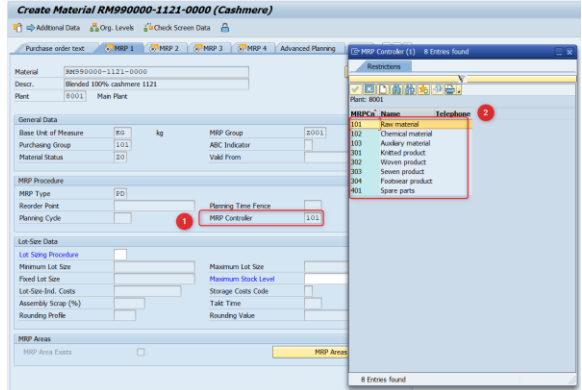 Create Material RM990000-1121-0000 (Cashmere)
Additional Data Org. Levels Check Screen Data
Purchase order text MRP 1 MRP 2 MRP 3 MRP 4 Advanced Planning
Material RM990000-1121-0000
Descr. Blended 100% cashmere 1121
Plant 8001 Main Plant
General Data
Base Unit of Measure KG kg MRP Group Z001
Purchasing Group 101 ABC Indicator
Material Status 20 Valid From
MRP Procedure
MRP Type PD
Reorder Point Planning Time Fence
Planning Cycle 1 MRP Controller 101
Lot-Size Data
Lot Sizing Procedure
Minimum Lot Size Maximum Lot Size
Fixed Lot Size Maximum Stock Level
Lot-Size-Ind. Costs Storage Costs Code
Assembly Scrap (%) Takt Time
Rounding Profile Rounding Value
MRP Areas
MRP Area Exists MRP Areas
MRP Controller (1) 8 Entries found
Restrictions
Plant: 8001
MRPCn Name Telephone 2
101 Raw material
102 Chemical material
103 Auxiliary material
301 Knitted product
302 Woven product
303 Sewen product
304 Footwear product
401 Spare parts
8 Entries found